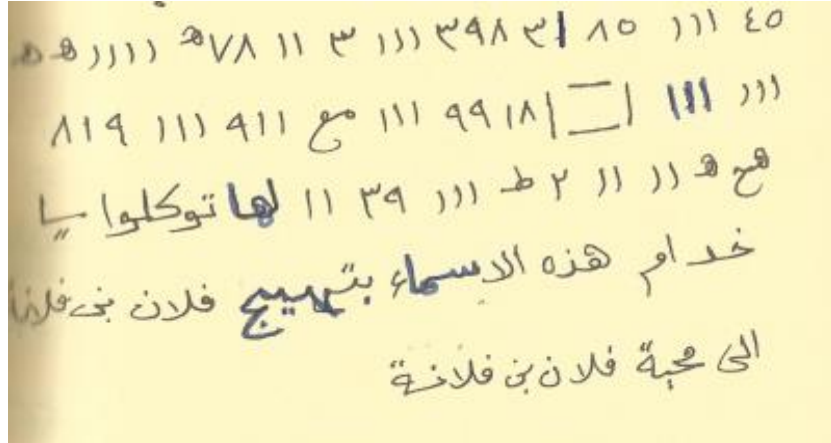 ٤٥ ااا ٨٥ ا٣ ٣٩٨ ااا ٣ اا ٧٨ ه اااا ه ه
ااا ااا ا ا ٩٩١٨ ااا مع ٩١١ ااا ٨١٩
هج ه اا اا ٢ ط ااا ٣٩ اا لها توكلوا يا
خدام هذه الاسماء بتهييج فلان بن فلانة
الى محبة فلان بن فلانة